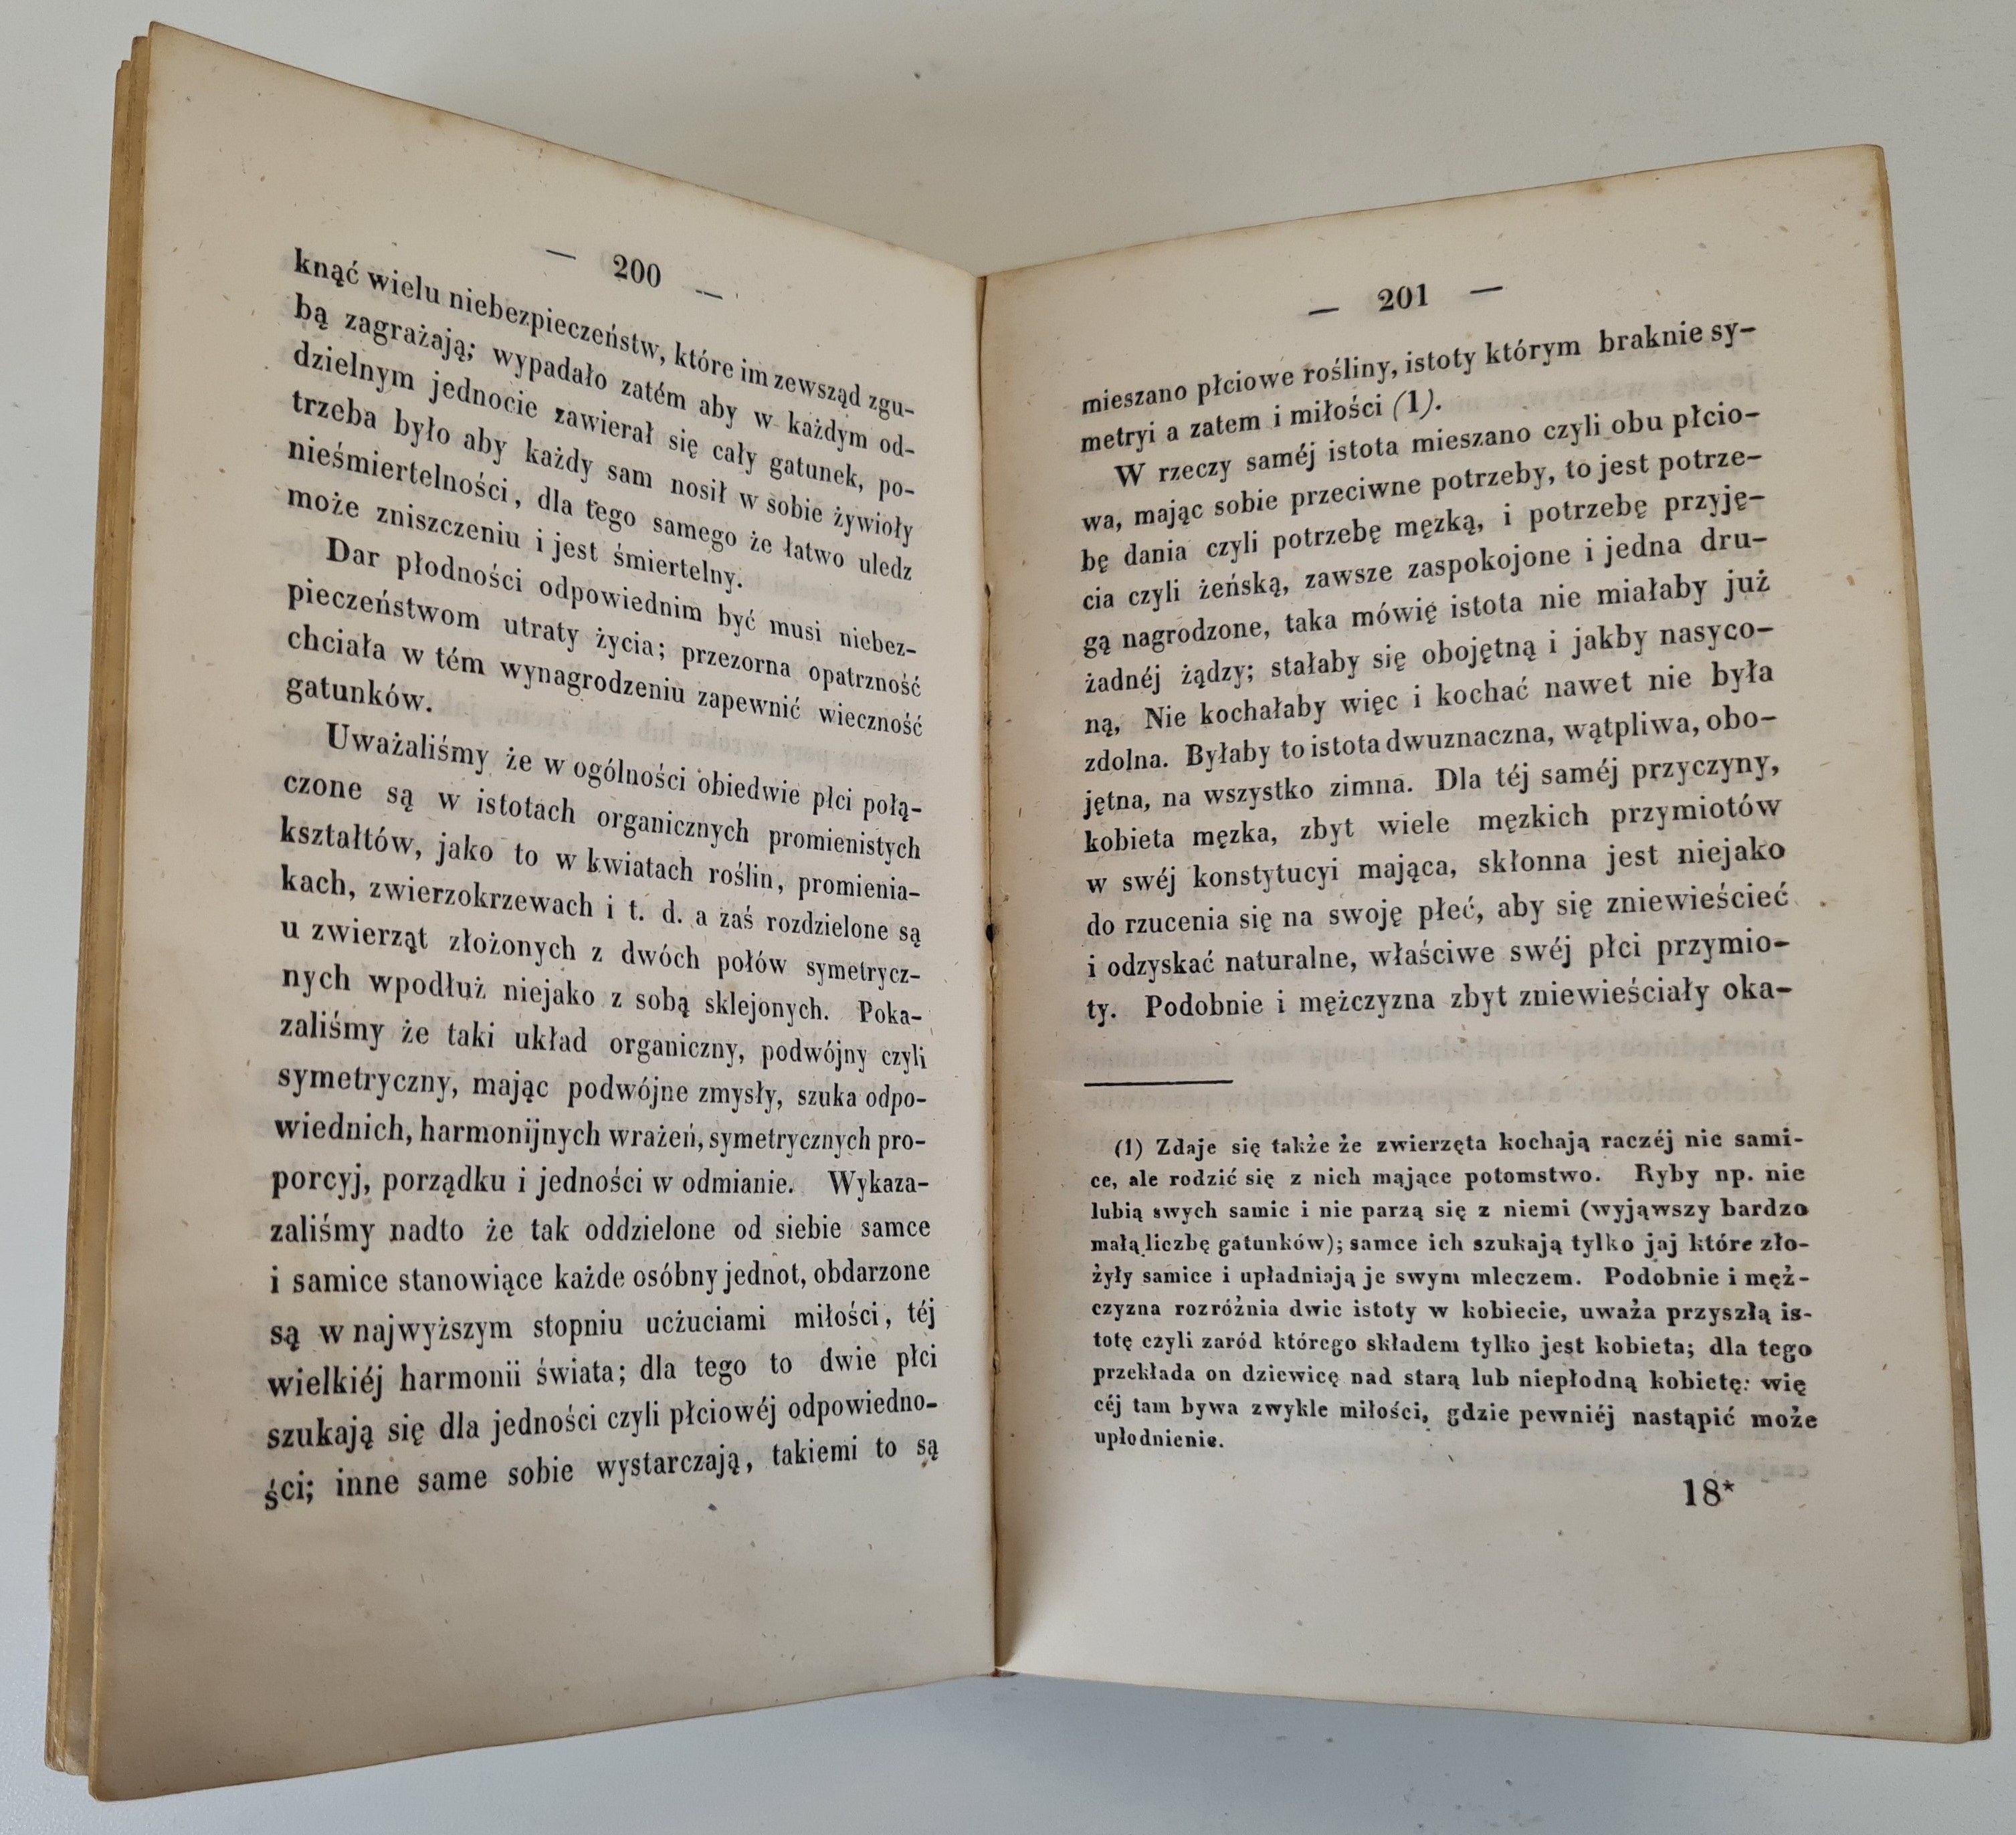 — 200 —
knąć wielu niebezpieczeństw, które im zewsząd zgu-
bą zagrażają; wypadało zatém aby w każdym od-
dzielnym jednocie zawierał się cały gatunek, po-
trzeba było aby każdy sam nosił w sobie żywioły
nieśmiertelności, dla tego samego że łatwo uledz
może zniszczeniu i jest śmiertelny.
Dar płodności odpowiednim być musi niebez-
pieczeństwom utraty życia; przezorna opatrzność
chciała w tém wynagrodzeniu zapewnić wieczność
gatunków.
Uważaliśmy że w ogólności obiedwie płci połą-
czone są w istotach organicznych promienistych
kształtów, jako to w kwiatach roślin, promienia-
kach, zwierzokrzewach i t. d. a zaś rozdzielone są
u zwierząt złożonych z dwóch połów symetrycz-
nych wpodłuż niejako z sobą sklejonych. Poka-
zaliśmy że taki układ organiczny, podwójny czyli
symetryczny, mając podwójne zmysły, szuka odpo-
wiednich, harmonijnych wrażeń, symetrycznych pro-
porcyj, porządku i jedności w odmianie. Wykaza-
zaliśmy nadto że tak oddzielone od siebie samce
i samice stanowiące każde osóbny jednot, obdarzone
są w najwyższym stopniu uczuciami miłości, téj
wielkiéj harmonii świata; dla tego to dwie płci
szukają się dla jedności czyli płciowéj odpowiedno-
ści; inne same sobie wystarczają, takiemi to są
— 201 —
mieszano płciowe rośliny, istoty którym braknie sy-
metryi a zatem i miłości (1).
W rzeczy saméj istota mieszano czyli obu płcio-
wa, mając sobie przeciwne potrzeby, to jest potrze-
bę dania czyli potrzebę męzką, i potrzebę przyję-
cia czyli żeńską, zawsze zaspokojone i jedna dru-
gą nagrodzone, taka mówię istota nie miałaby już
żadnéj żądzy; stałaby się obojętną i jakby nasyco-
ną, Nie kochałaby więc i kochać nawet nie była
zdolna. Byłaby to istota dwuznaczna, wątpliwa, obo-
jętna, na wszystko zimna. Dla téj saméj przyczyny,
kobieta męzka, zbyt wiele męzkich przymiotów
w swéj konstytucyi mająca, skłonna jest niejako
do rzucenia się na swoję płeć, aby się zniewieścieć
i odzyskać naturalne, właściwe swéj płci przymio-
ty. Podobnie i mężczyzna zbyt zniewieściały oka-
(1) Zdaje się także że zwierzęta kochają raczéj nie sami-
ce, ale rodzić się z nich mające potomstwo. Ryby np. nie
lubią swych samic i nie parzą się z niemi (wyjąwszy bardzo
małą liczbę gatunków); samce ich szukają tylko jaj które zło-
żyły samice i upładniają je swym mleczem. Podobnie i męż-
czyzna rozróżnia dwie istoty w kobiecie, uważa przyszłą is-
totę czyli zaród którego składem tylko jest kobieta; dla tego
przekłada on dziewicę nad starą lub niepłodną kobietę: wię
céj tam bywa zwykle miłości, gdzie pewniéj nastąpić może
upłodnienie.
18*